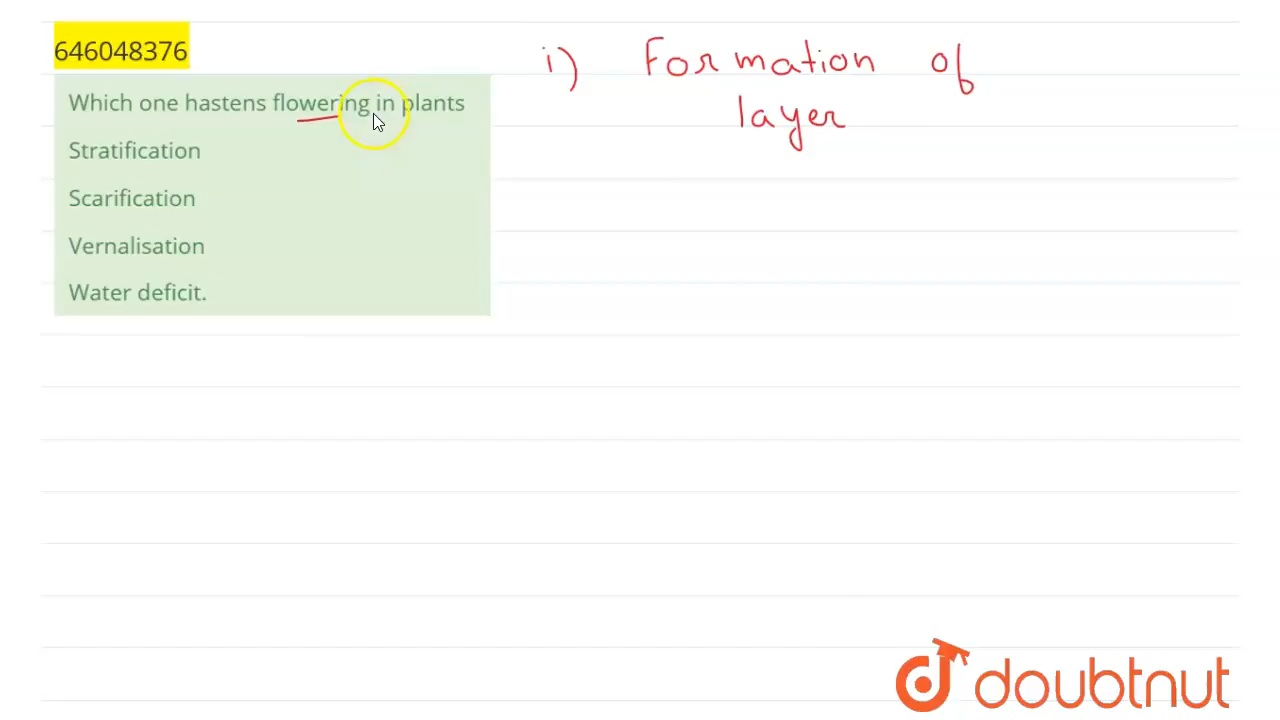 646048376
Which one hastens flowering in plants
Stratification
Scarification
Vernalisation
Water deficit.
i) Formation of
layer
doubtnut